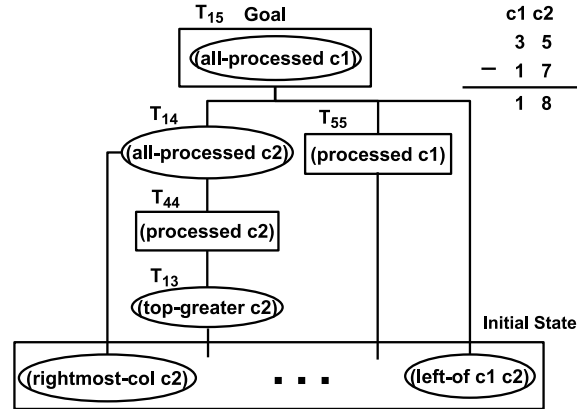 T15 Goal
c1 c2
3 5
(all-processed c1)
– 1 7
1 8
T14
T55
(all-processed c2)
(processed c1)
T44
(processed c2)
T13
(top-greater c2)
Initial State
(rightmost-col c2)
• • •
(left-of c1 c2)